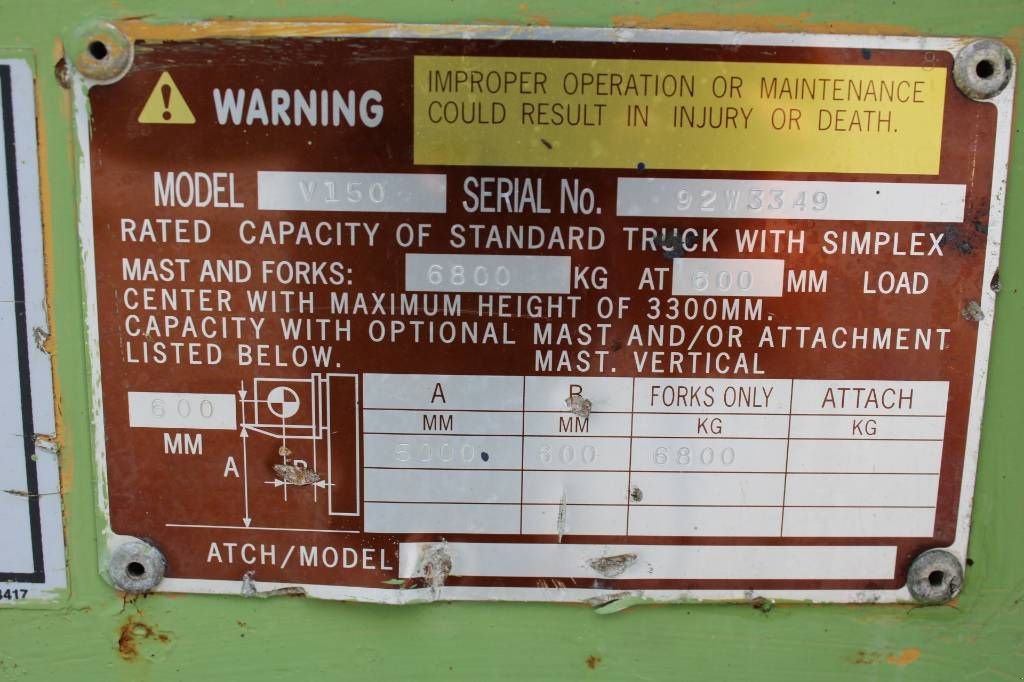 WARNING
IMPROPER OPERATION OR MAINTENANCE
COULD RESULT IN INJURY OR DEATH.
MODEL V150 SERIAL No. 92W3349
RATED CAPACITY OF STANDARD TRUCK WITH SIMPLEX
MAST AND FORKS: 6800 KG AT 600 MM LOAD
CENTER WITH MAXIMUM HEIGHT OF 3300MM.
CAPACITY WITH OPTIONAL MAST AND/OR ATTACHMENT
LISTED BELOW. MAST. VERTICAL
A B FORKS ONLY ATTACH
600 MM MM KG KG
MM
5000 600 6800
A B
ATCH/MODEL